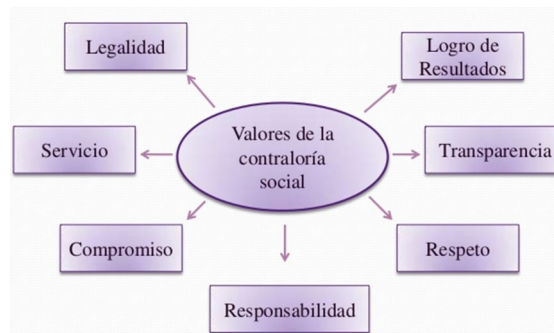 Legalidad
Logro de
Resultados
Valores de la
contraloría
social
Servicio
Transparencia
Compromiso
Respeto
Responsabilidad